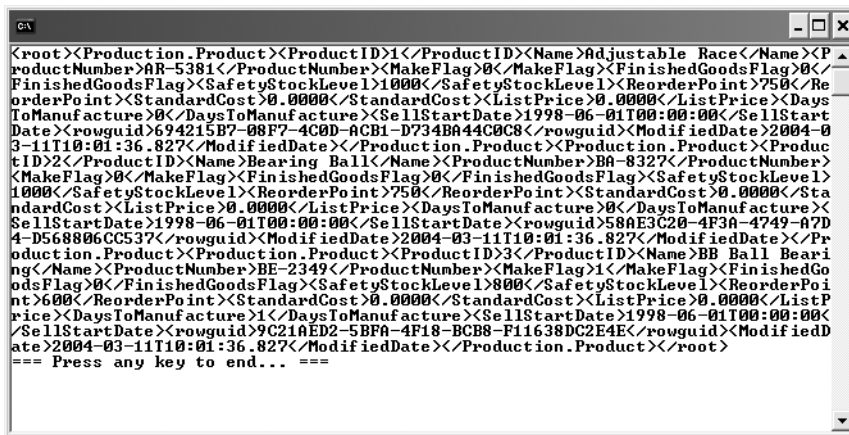 C:\
<root><Production.Product><ProductID>1</ProductID><Name>Adjustable Race</Name><P
roductNumber>AR-5381</ProductNumber><MakeFlag>0</MakeFlag><FinishedGoodsFlag>0</
FinishedGoodsFlag><SafetyStockLevel>1000</SafetyStockLevel><ReorderPoint>750</Re
orderPoint><StandardCost>0.0000</StandardCost><ListPrice>0.0000</ListPrice><Days
ToManufacture>0</DaysToManufacture><SellStartDate>1998-06-01T00:00:00</SellStart
Date><rowguid>694215B7-08F7-4C0D-ACB1-D734BA44C0C8</rowguid><ModifiedDate>2004-0
3-11T10:01:36.827</ModifiedDate></Production.Product><Production.Product><Produc
tID>2</ProductID><Name>Bearing Ball</Name><ProductNumber>BA-8327</ProductNumber>
<MakeFlag>0</MakeFlag><FinishedGoodsFlag>0</FinishedGoodsFlag><SafetyStockLevel>
1000</SafetyStockLevel><ReorderPoint>750</ReorderPoint><StandardCost>0.0000</Sta
ndardCost><ListPrice>0.0000</ListPrice><DaysToManufacture>0</DaysToManufacture><
SellStartDate>1998-06-01T00:00:00</SellStartDate><rowguid>58AE3C20-4F3A-4749-A7D
4-D568806CC537</rowguid><ModifiedDate>2004-03-11T10:01:36.827</ModifiedDate></Pr
oduction.Product><Production.Product><ProductID>3</ProductID><Name>BB Ball Beari
ng</Name><ProductNumber>BE-2349</ProductNumber><MakeFlag>1</MakeFlag><FinishedGo
odsFlag>0</FinishedGoodsFlag><SafetyStockLevel>800</SafetyStockLevel><ReorderPoi
nt>600</ReorderPoint><StandardCost>0.0000</StandardCost><ListPrice>0.0000</ListP
rice><DaysToManufacture>1</DaysToManufacture><SellStartDate>1998-06-01T00:00:00<
/SellStartDate><rowguid>9C21AED2-5BFA-4F18-BCB8-F11638DC2E4E</rowguid><ModifiedD
ate>2004-03-11T10:01:36.827</ModifiedDate></Production.Product></root>
=== Press any key to end... ===